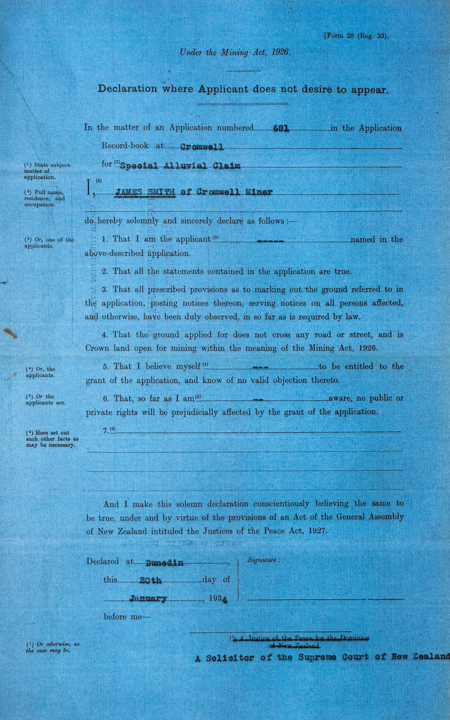 [Form 28 (Reg. 33).
Under the Mining Act, 1926.
Declaration where Applicant does not desire to appear.
In the matter of an Application numbered 681 in the Application
Record-book at Cromwell
(¹) State subject-matter of application.
for (1) Special Alluvial Claim
(²) Full name, residence, and occupation.
I, (2) JAMES SMITH of Cromwell Miner
do hereby solemnly and sincerely declare as follows :—
(³) Or, one of the applicants.
1. That I am the applicant (3) ----- named in the
above-described application.
2. That all the statements contained in the application are true.
3. That all prescribed provisions as to marking out the ground referred to in
the application, posting notices thereon, serving notices on all persons affected,
and otherwise, have been duly observed, in so far as is required by law.
4. That the ground applied for does not cross any road or street, and is
Crown land open for mining within the meaning of the Mining Act, 1926.
(⁴) Or, the applicants.
5. That I believe myself (4) --- to be entitled to the
grant of the application, and know of no valid objection thereto.
(⁵) Or the applicants are.
6. That, so far as I am (5) -- aware, no public or
private rights will be prejudicially affected by the grant of the application.
(⁶) Here set out such other facts as may be necessary.
7. (6)
And I make this solemn declaration conscientiously believing the same to
be true, under and by virtue of the provisions of an Act of the General Assembly
of New Zealand intituled the Justices of the Peace Act, 1927.
Declared at Dunedin ,
Signature :
this 20th day of
January , 1934
before me—
(⁷) Or otherwise, as the case may be.
(7) A Justice of the Peace for the Dominion
of New Zealand
A Solicitor of the Supreme Court of New Zealand